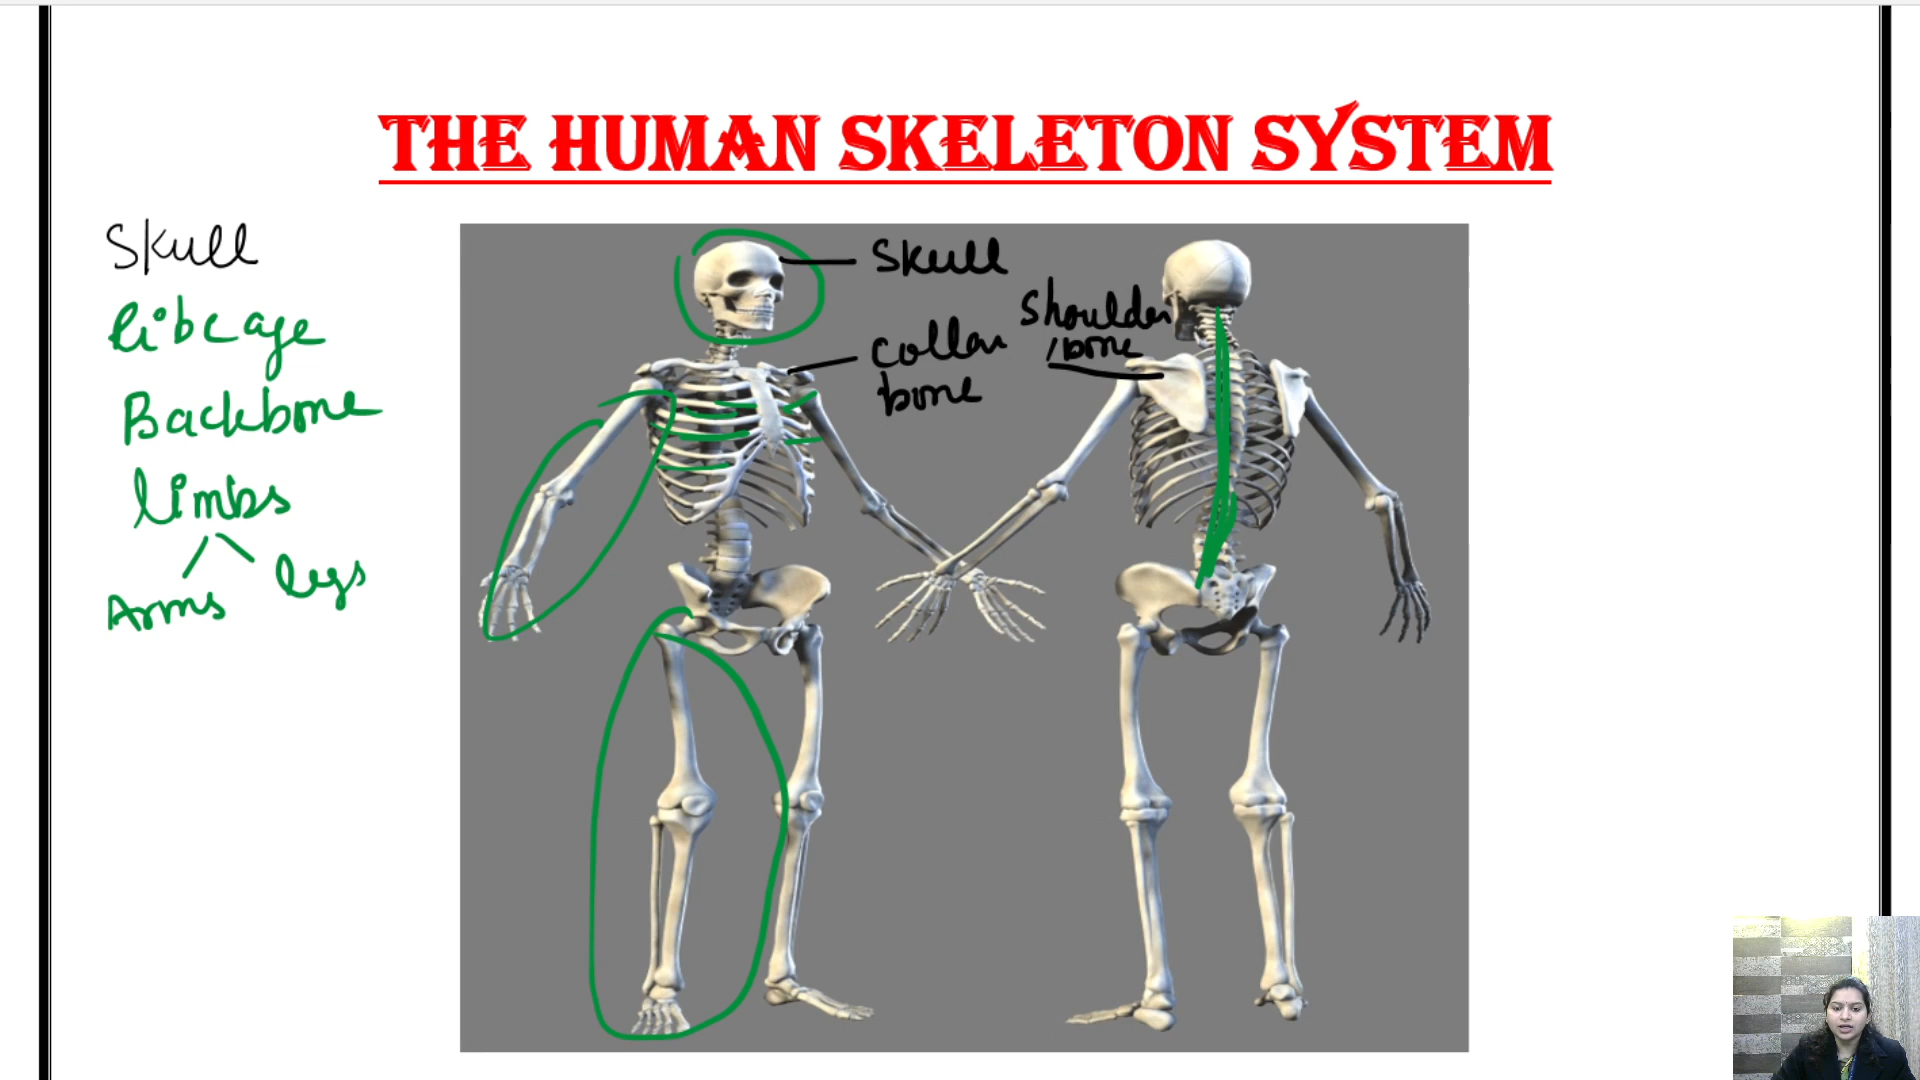 THE HUMAN SKELETON SYSTEM
Skull
Ribcage
Backbone
limbs
Arms
legs
Skull
Collar
bone
Shoulder
bone